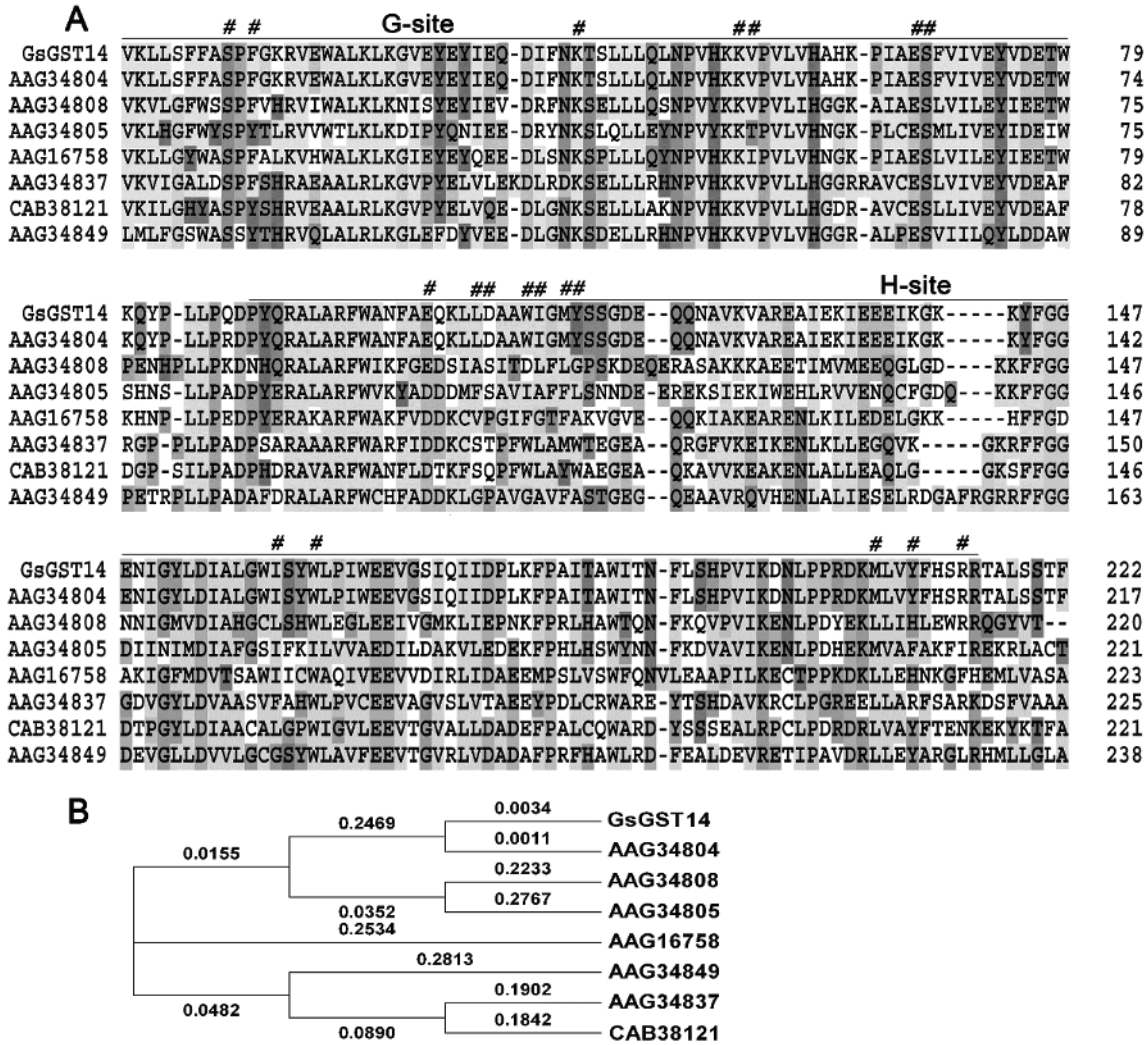 A
# # G-site # ## ##
GsGST14 VKLLSFFASPFGKRVEWALKLKGVEYEYIEQ-DIFNKTSLLLQLNPVHKKVPVLVHAHK-PIAESFVIVEYVDETW 79
AAG34804 VKLLSFFASPFGKRVEWALKLKGVEYEYIEQ-DIFNKTSLLLQLNPVHKKVPVLVHAHK-PIAESFVIVEYVDETW 74
AAG34808 VKVLGFWSSPFVHRVIWALKLKNISYEYIEV-DRFNKSELLLQSNPVYKKVPVLIHGGK-AIAESLVILEYIEETW 75
AAG34805 VKLHGFWYSPYTLRVVWTLKLKDIPYQNIEE-DRYNKSLQLLEYNPVYKKTPVLVHNGK-PLCESMLIVEYIDEIW 75
AAG16758 VKLLGYWASPFALKVHWALKLKGIEYEYQEE-DLSNKSPLLLQYNPVHKKIPVLVHNGK-PIAESLVILEYIEETW 79
AAG34837 VKVIGALDSPFSHRAEAALRLKGVPYELVLEKDLRDKSELLLRHNPVHKKVPVLLHGGRRAVCESLVIVEYVDEAF 82
CAB38121 VKILGHYASPYSHRVEAALRLKGVPYELVQE-DLGNKSELLLAKNPVHKKVPVLLHGDR-AVCESLLIVEYVDEAF 78
AAG34849 LMLFGSWASSYTHRVQLALRLKGLEFDYVEE-DLGNKSDELLRHNPVHKKVPVLVHGGR-ALPESVIILQYLDDAW 89
# ## ## ## H-site
GsGST14 KQYP-LLPQDPYQRALARFWANFAEQKLLDAAWIGMYSSGDE--QQNAVKVAREAIEKIEEEIKGK-----KYFGG 147
AAG34804 KQYP-LLPRDPYQRALARFWANFAEQKLLDAAWIGMYSSGDE--QQNAVKVAREAIEKIEEEIKGK-----KYFGG 142
AAG34808 PENHPLLPKDNHQRALARFWIKFGEDSIASITDLFLGPSKDEQERASAKKKAEETIMVMEEQGLGD-----KKFFGG 147
AAG34805 SHNS-LLPADPYERALARFWVKYADDDMFSAVIAFFLSNNDE-EREKSIEKIWEHLRVVENQCFGDQ---KKFFGG 146
AAG16758 KHNP-LLPEDPYERAKARFWAKFVDDKCVPGIFGTFAKVGVE--QQKIAKEARENLKILEDELGKK----HFFGD 147
AAG34837 RGP-PLLPADPSARAAARFWARFIDDKCSTPFWLAMWTEGEA--QRGFVKEIKENLKLLEGQVK-----GKRFFGG 150
CAB38121 DGP-SILPADPHDRAVARFWANFLDTKFSQPFWLAYWAEGEA--QKAVVKEAKENLALLEAQLG-----GKSFFGG 146
AAG34849 PETRPLLPADAFDRALARFWCHFADDKLGPAVGAVFASTGEG--QEAAVRQVHENLALIESELRDGAFRGRRFFGG 163
# # # # #
GsGST14 ENIGYLDIALGWISYWLPIWEEVGSIQIIDPLKFPAITAWITN-FLSHPVIKDNLPPRDKMLVYFHSRRTALSSTF 222
AAG34804 ENIGYLDIALGWISYWLPIWEEVGSIQIIDPLKFPAITAWITN-FLSHPVIKDNLPPRDKMLVYFHSRRTALSSTF 217
AAG34808 NNIGMVDIAHGCLSHWLEGLEEIVGMKLIEPNKFPRLHAWTQN-FKQVPVIKENLPDYEKLLIHLEWRRQGYVT-- 220
AAG34805 DIINIMDIAFGSIFKILVVAEDILDAKVLEDEKFPHLHSWYNN-FKDVAVIKENLPDHEKMVAFAKFIREKRLACT 221
AAG16758 AKIGFMDVTSAWIICWAQIVEEVVDIRLIDAEEMPSLVSWFQNVLEAAPILKECTPPKDKLLEHNKGFHEMLVASA 223
AAG34837 GDVGYLDVAASVFAHWLPVCEEVAGVSLVTAEEYPDLCRWARE-YTSHDAVKRCLPGREELLARFSARKDSFVAAA 225
CAB38121 DTPGYLDIAACALGPWIGVLEEVTGVALLDADEFPALCQWARD-YSSSEALRPCLPDRDRLVAYFTENKEKYKTFA 221
AAG34849 DEVGLLDVVLGCGSYWLAVFEEVTGVRLVDADAFPRFHAWLRD-FEALDEVRETIPAVDRLLEYARGLRHMLLGLA 238
B
0.0034 GsGST14
0.2469
0.0011 AAG34804
0.0155
0.2233 AAG34808
0.2767 AAG34805
0.0352
0.2534 AAG16758
0.2813 AAG34849
0.1902 AAG34837
0.0482
0.1842 CAB38121
0.0890